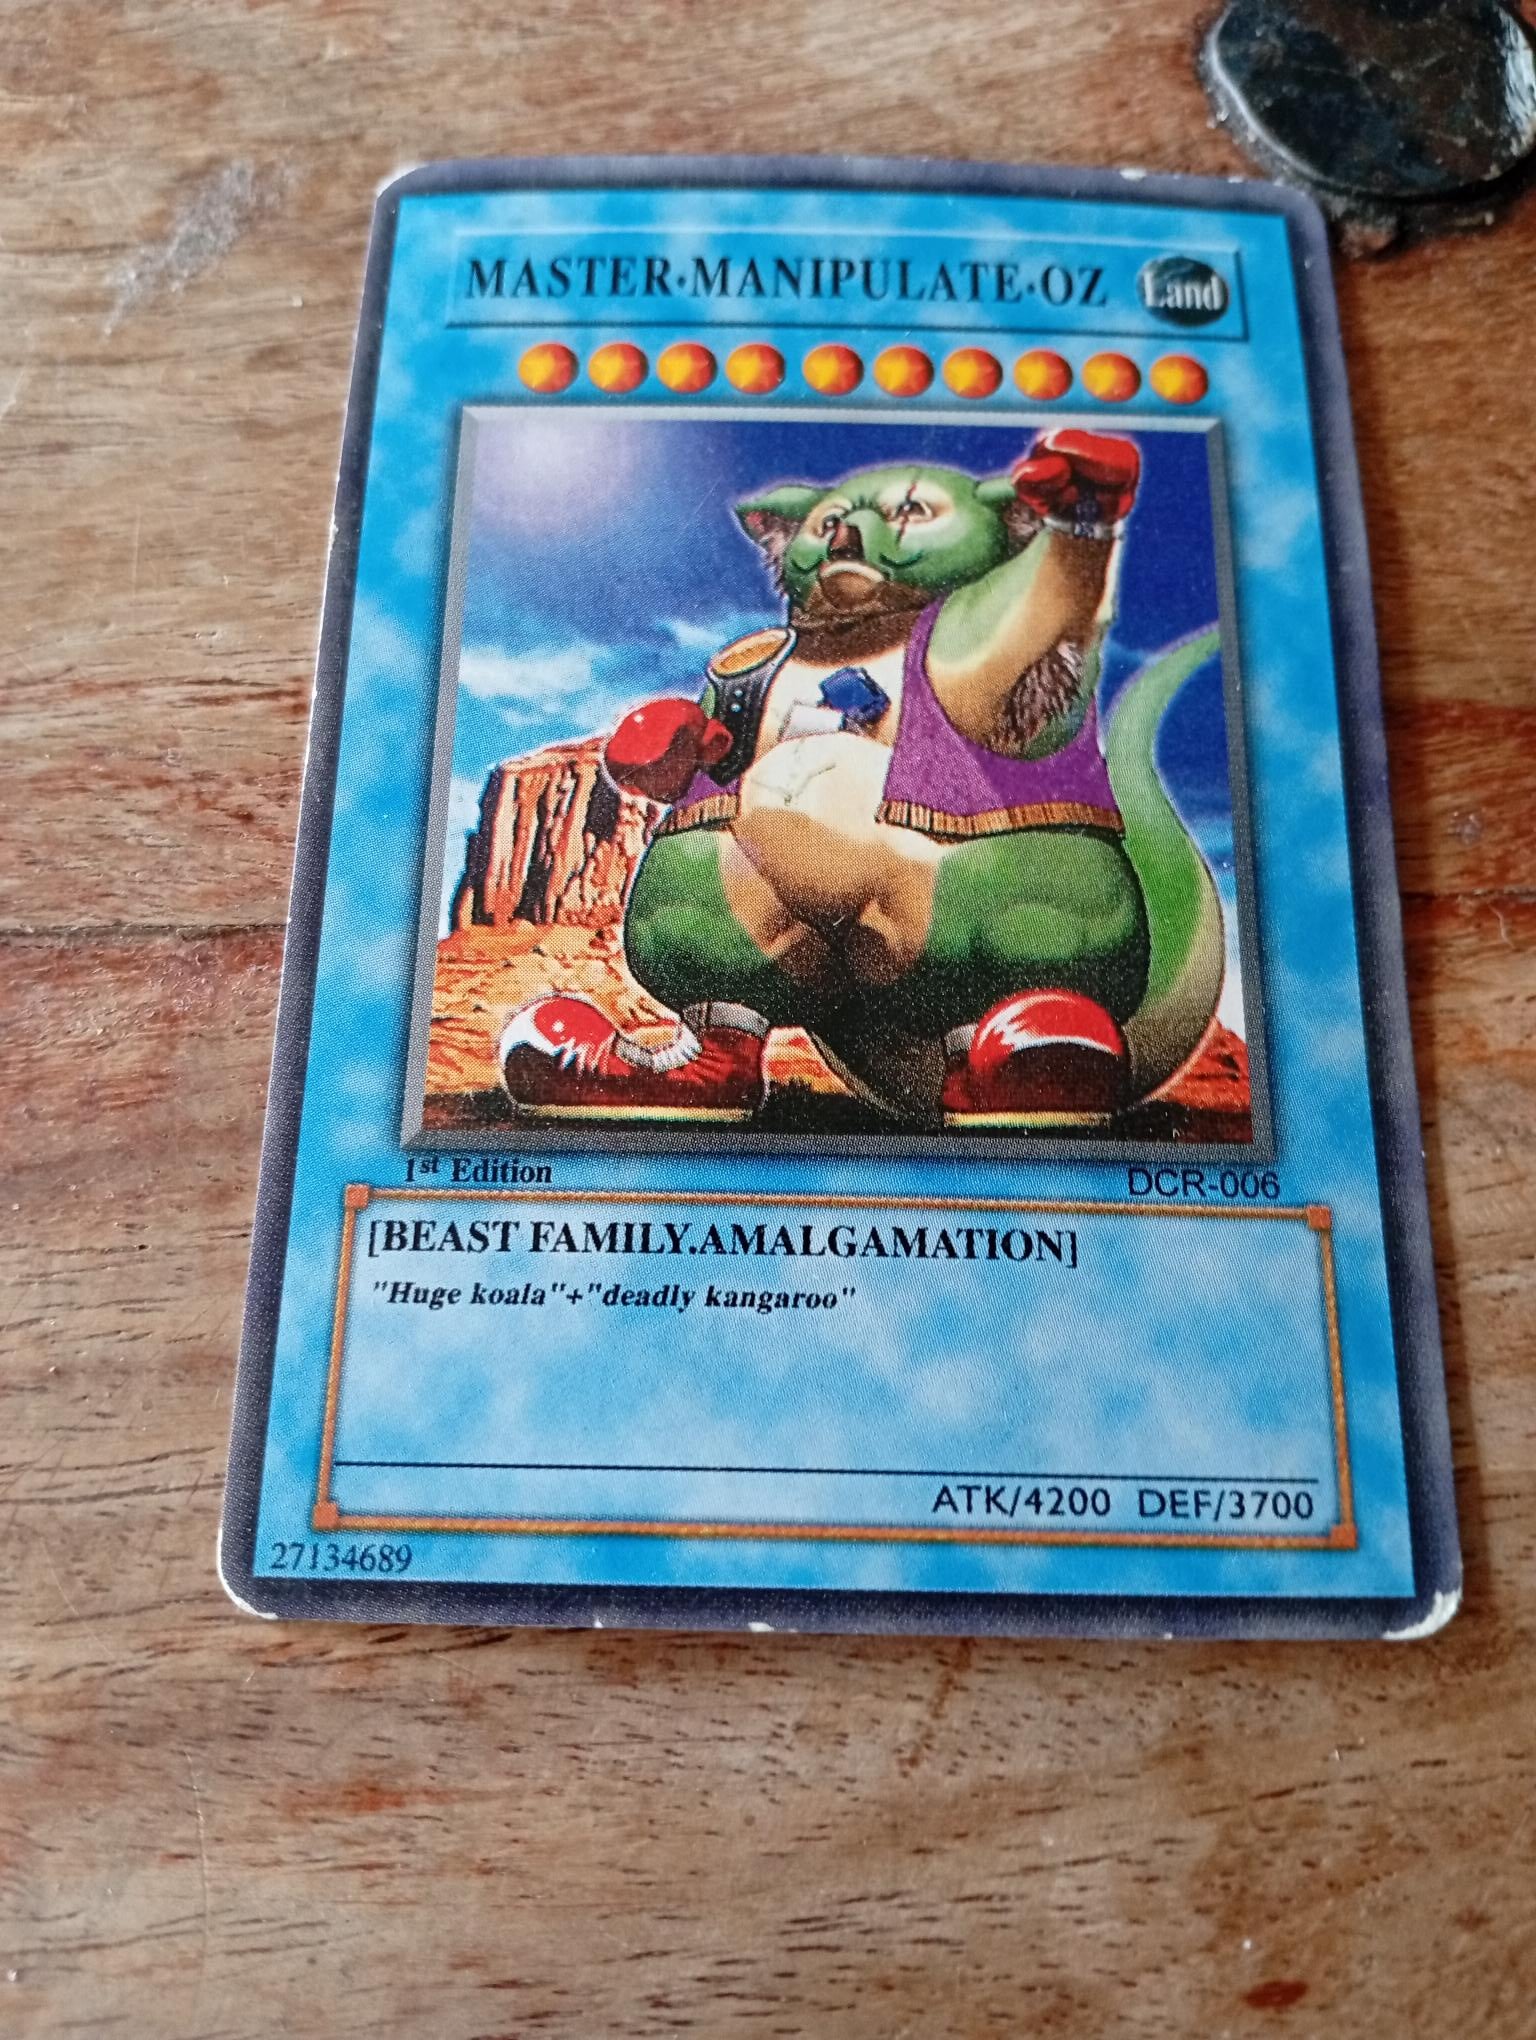 MASTER·MANIPULATE·OZ Land
1st Edition DCR-006
[BEAST FAMILY.AMALGAMATION]
"Huge koala"+"deadly kangaroo"
ATK/4200 DEF/3700
27134689